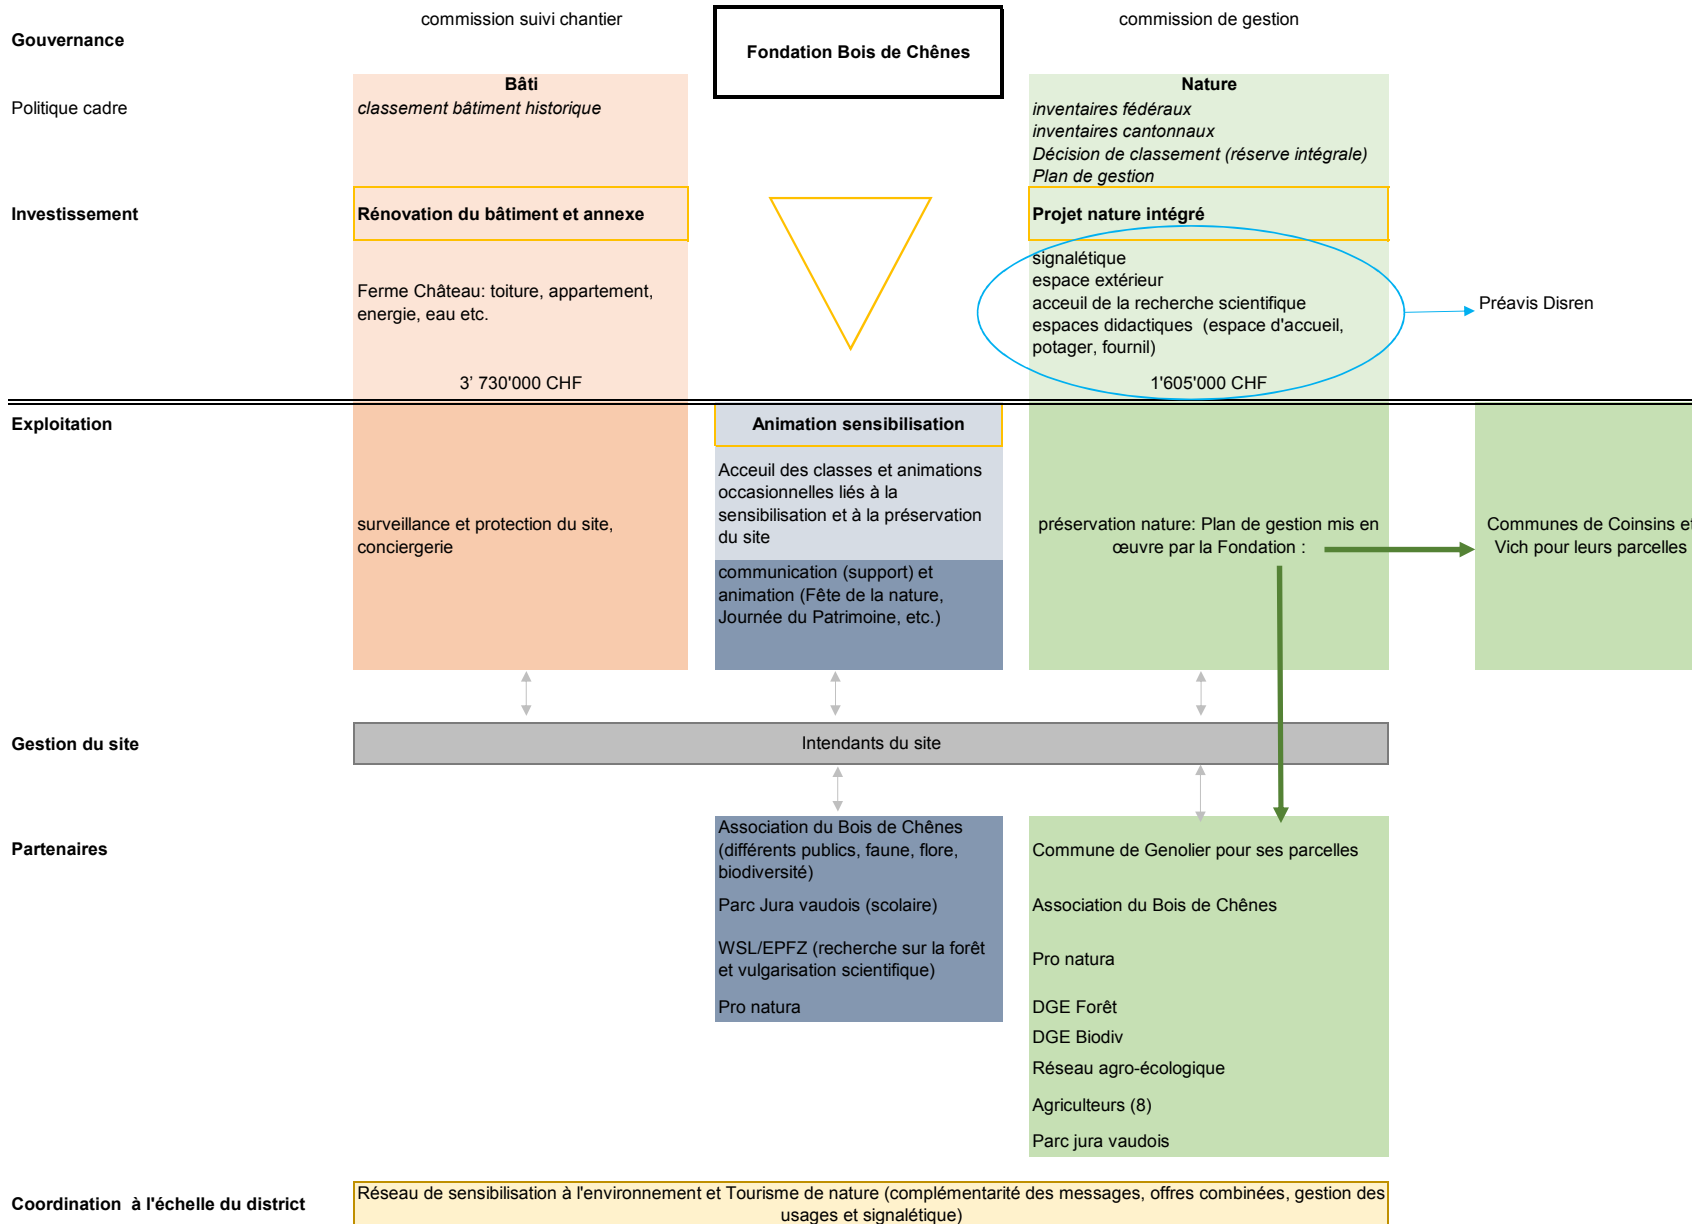 commission suivi chantier
commission de gestion
Gouvernance
Fondation Bois de Chênes
Bâti
Nature
Politique cadre
classement bâtiment historique
inventaires fédéraux
inventaires cantonnaux
Décision de classement (réserve intégrale)
Plan de gestion
Investissement
Rénovation du bâtiment et annexe
Projet nature intégré
Ferme Château: toiture, appartement,
energie, eau etc.
signalétique
espace extérieur
acceuil de la recherche scientifique
espaces didactiques  (espace d'accueil,
potager, fournil)
Préavis Disren
3' 730'000 CHF
1'605'000 CHF
Exploitation
Animation sensibilisation
Acceuil des classes et animations
occasionnelles liés à la
sensibilisation et à la préservation
du site
surveillance et protection du site,
conciergerie
préservation nature: Plan de gestion mis en
œuvre par la Fondation :
Communes de Coinsins et
Vich pour leurs parcelles
communication (support) et
animation (Fête de la nature,
Journée du Patrimoine, etc.)
Gestion du site
Intendants du site
Partenaires
Association du Bois de Chênes
(différents publics, faune, flore,
biodiversité)
Parc Jura vaudois (scolaire)
WSL/EPFZ (recherche sur la forêt
et vulgarisation scientifique)
Pro natura
Commune de Genolier pour ses parcelles
Association du Bois de Chênes
Pro natura
DGE Forêt
DGE Biodiv
Réseau agro-écologique
Agriculteurs (8)
Parc jura vaudois
Coordination  à l'échelle du district
Réseau de sensibilisation à l'environnement et Tourisme de nature (complémentarité des messages, offres combinées, gestion des
usages et signalétique)